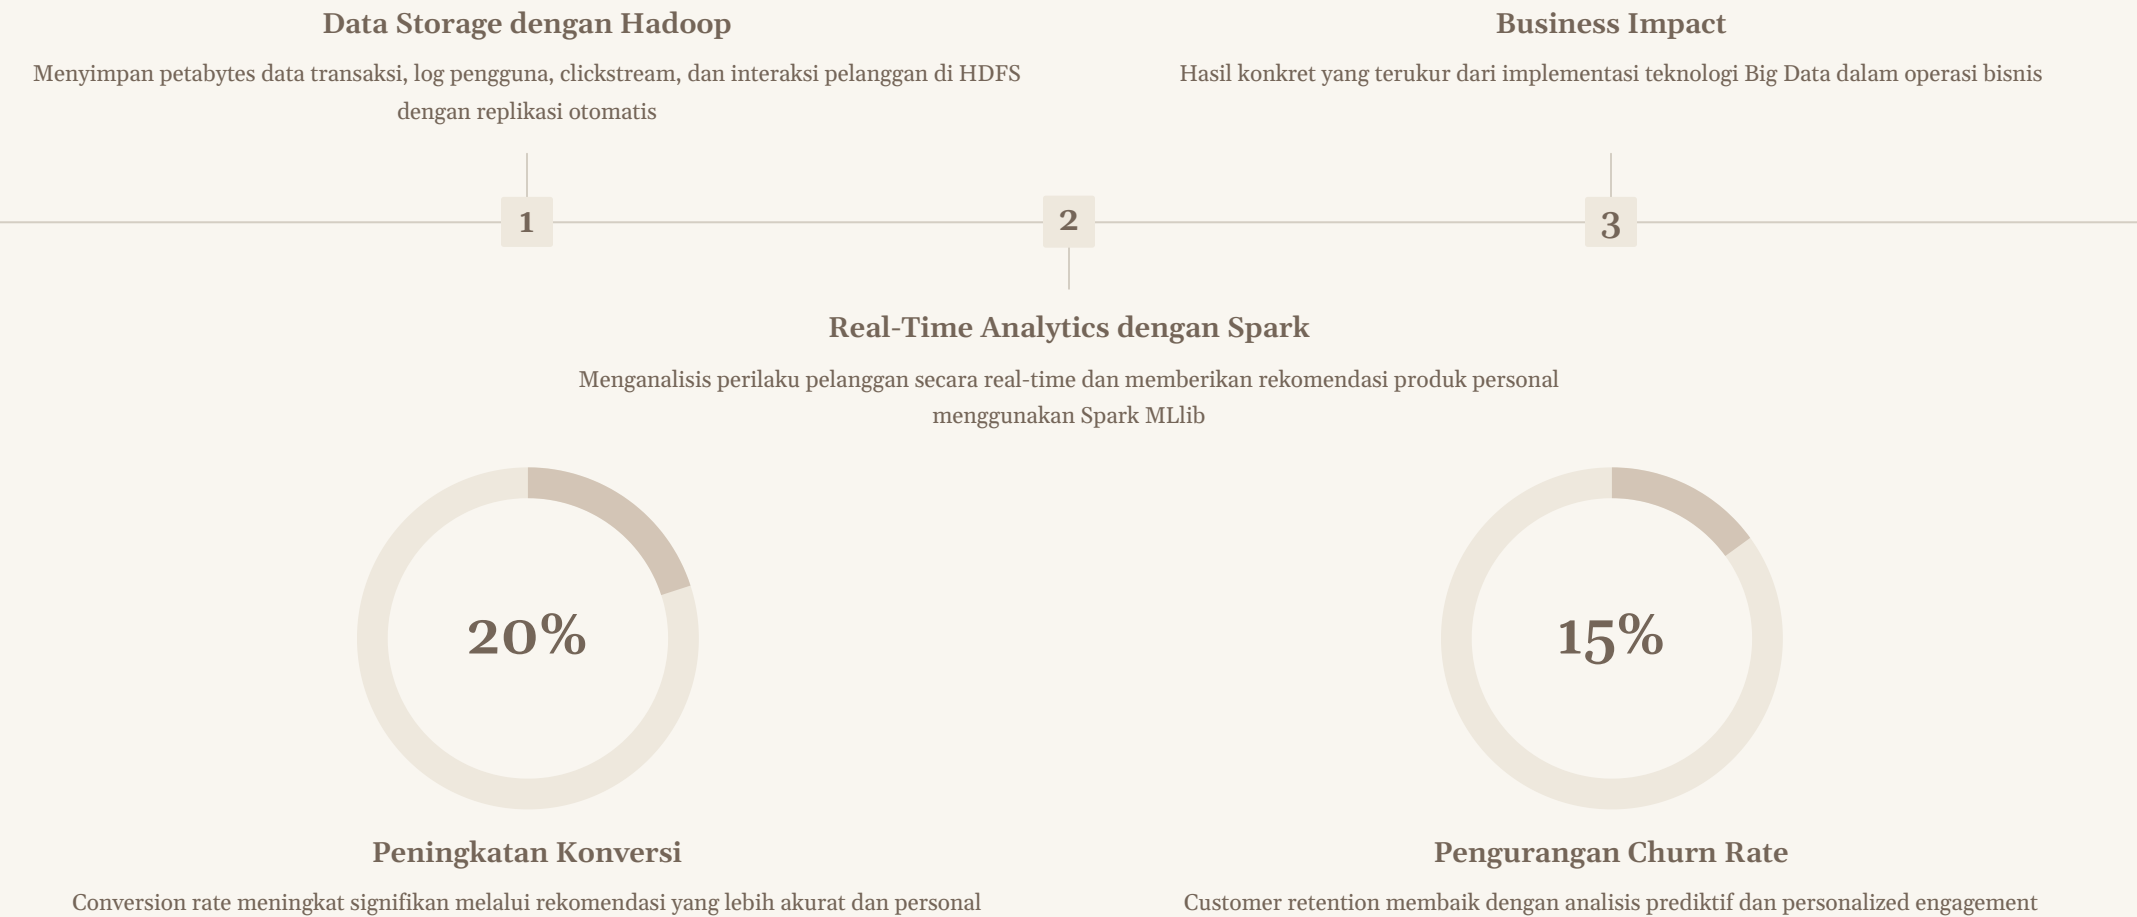 Data Storage dengan Hadoop
Menyimpan petabytes data transaksi, log pengguna, clickstream, dan interaksi pelanggan di HDFS
dengan replikasi otomatis
Business Impact
Hasil konkret yang terukur dari implementasi teknologi Big Data dalam operasi bisnis
1
2
3
Real-Time Analytics dengan Spark
Menganalisis perilaku pelanggan secara real-time dan memberikan rekomendasi produk personal
menggunakan Spark MLlib
20%
Peningkatan Konversi
Conversion rate meningkat signifikan melalui rekomendasi yang lebih akurat dan personal
15%
Pengurangan Churn Rate
Customer retention membaik dengan analisis prediktif dan personalized engagement